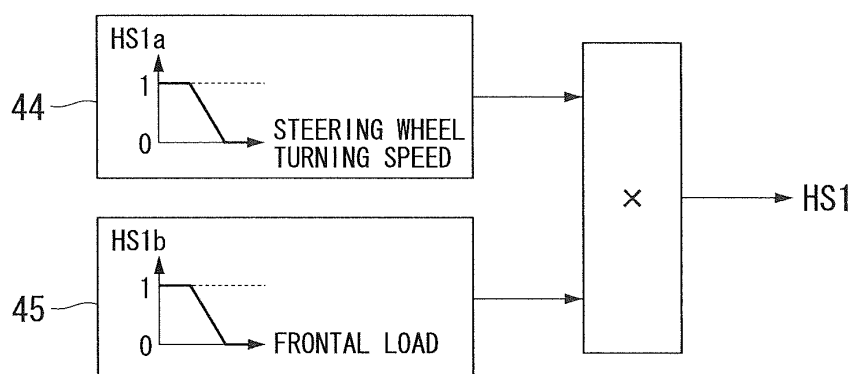 HS1a
1
44
0
STEERING WHEEL
TURNING SPEED
×
HS1
HS1b
1
45
0
FRONTAL LOAD